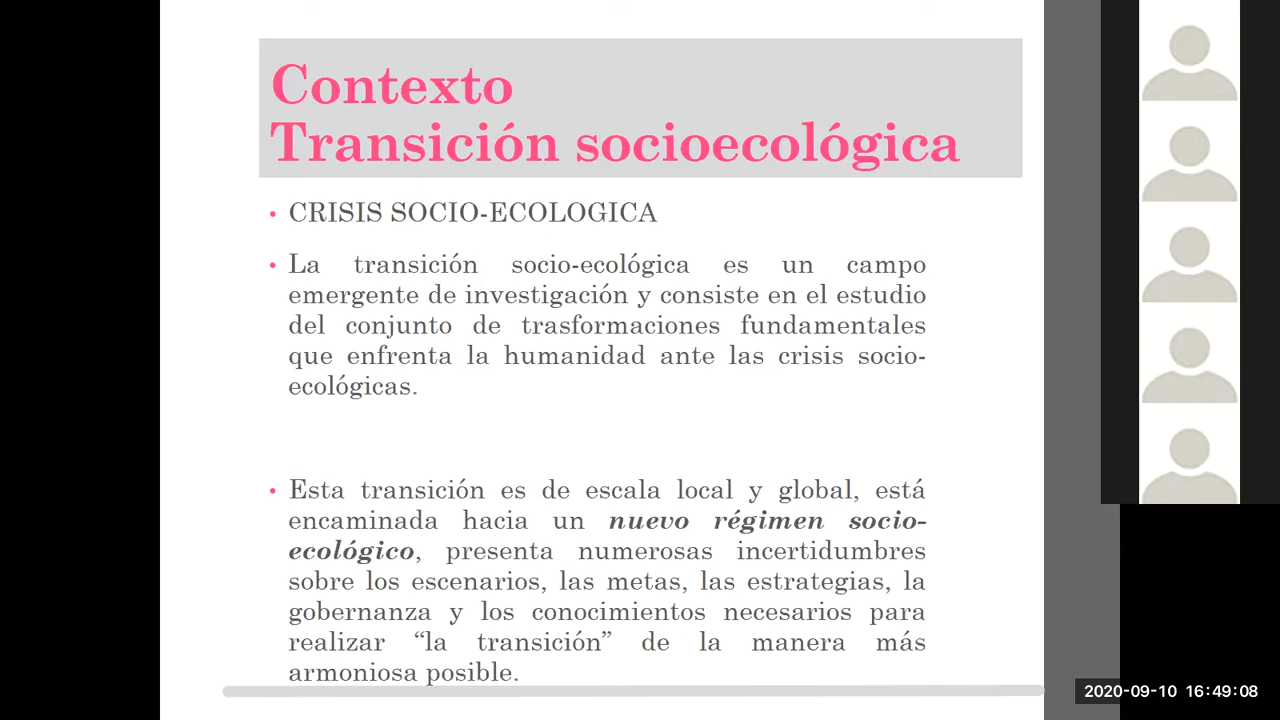 Contexto
Transición socioecológica
• CRISIS SOCIO-ECOLOGICA
• La transición socio-ecológica es un campo
emergente de investigación y consiste en el estudio
del conjunto de trasformaciones fundamentales
que enfrenta la humanidad ante las crisis socio-
ecológicas.
• Esta transición es de escala local y global, está
encaminada hacia un nuevo régimen socio-
ecológico, presenta numerosas incertidumbres
sobre los escenarios, las metas, las estrategias, la
gobernanza y los conocimientos necesarios para
realizar “la transición” de la manera más
armoniosa posible.
2020-09-10 16:49:08